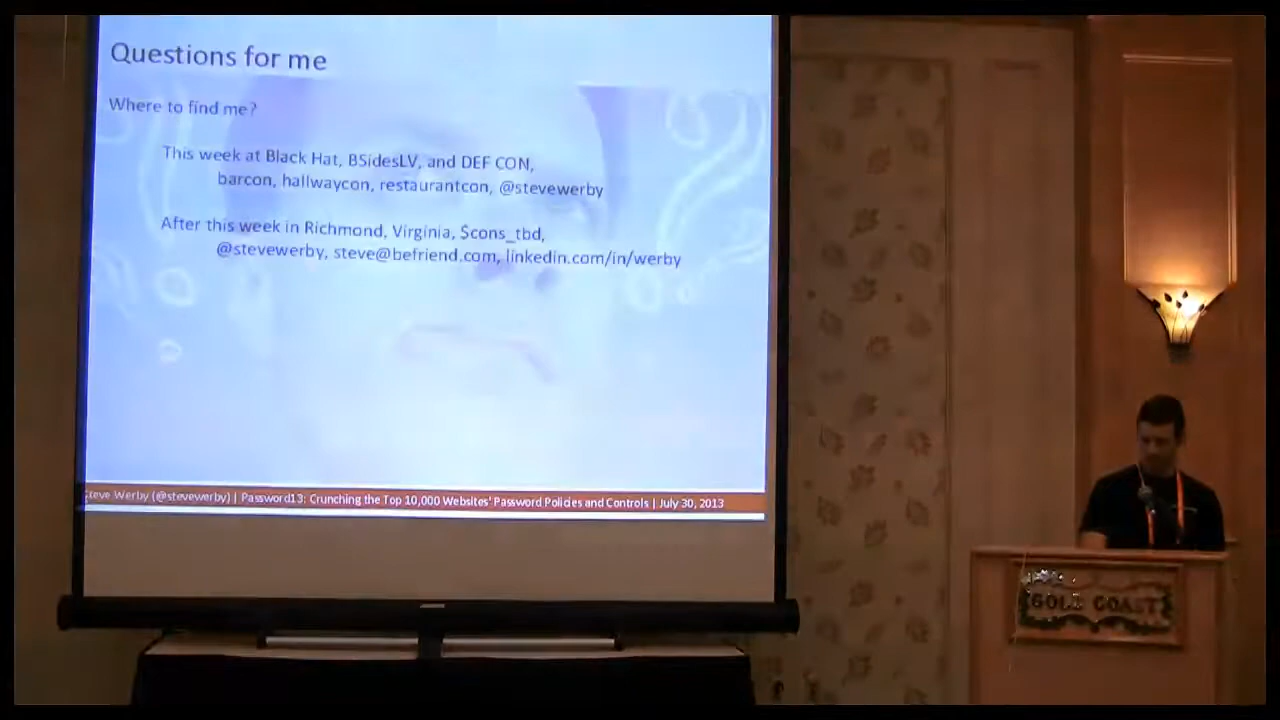 Questions for me
Where to find me?
This week at Black Hat, BSidesLV, and DEF CON,
barcon, hallwaycon, restaurantcon, @stevewerby
After this week in Richmond, Virginia, $cons_tbd,
@stevewerby, steve@befriend.com, linkedin.com/in/werby
Steve Werby (@stevewerby) | Password13: Crunching the Top 10,000 Websites' Password Policies and Controls | July 30, 2013
GOLD COAST